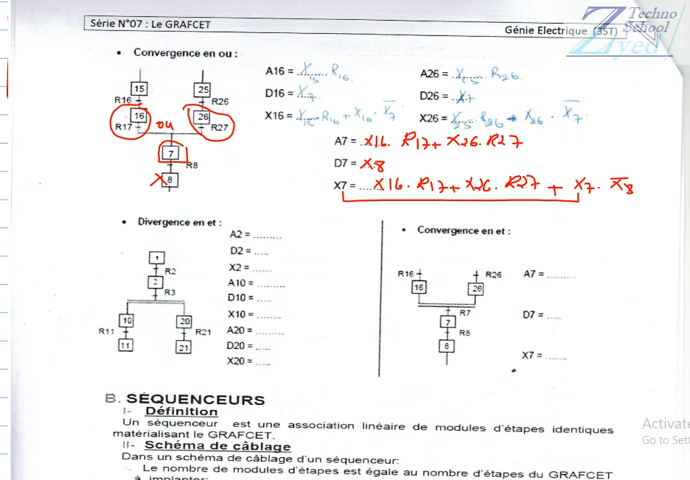 Série N°07 : Le GRAFCET
Génie Electrique (3ST)
Techno
School
Zyed
• Convergence en ou :
15
25
R16
R26
16
26
R17
ou
R27
7
R8
8
A16 = X15 R16
D16 = X7
X16 = X15 R16 + X16 · X7
A26 = X15 R26
D26 = X7
X26 = X25 R26 + X26 · X7
A7 = X16 · R17 + X26 · R27
D7 = X8
X7 = X16 · R17 + X26 · R27 + X7 · X8
• Divergence en et :
1
R2
2
R3
10
20
R11
R21
11
21
A2 = .........
D2 = .....
X2 = ......
A10 = ........
D10 = .....
X10 = ........
A20 = ........
D20 = .....
X20 = .....
• Convergence en et :
R16
R26
16
26
R7
7
R8
8
A7= .........
D7 = .....
X7 = ......
B. SÉQUENCEURS
I- Définition
Un séquenceur est une association linéaire de modules d'étapes identiques
matérialisant le GRAFCET.
II- Schéma de câblage
Dans un schéma de câblage d'un séquenceur:
Le nombre de modules d'étapes est égale au nombre d'étapes du GRAFCET
à implanter:
Activate
Go to Sett